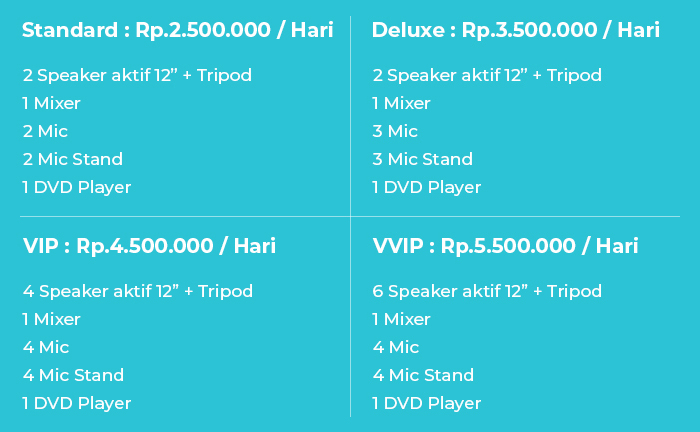 Standard : Rp.2.500.000 / Hari
2 Speaker aktif 12” + Tripod
1 Mixer
2 Mic
2 Mic Stand
1 DVD Player
Deluxe : Rp.3.500.000 / Hari
2 Speaker aktif 12” + Tripod
1 Mixer
3 Mic
3 Mic Stand
1 DVD Player
VIP : Rp.4.500.000 / Hari
4 Speaker aktif 12” + Tripod
1 Mixer
4 Mic
4 Mic Stand
1 DVD Player
VVIP : Rp.5.500.000 / Hari
6 Speaker aktif 12” + Tripod
1 Mixer
4 Mic
4 Mic Stand
1 DVD Player